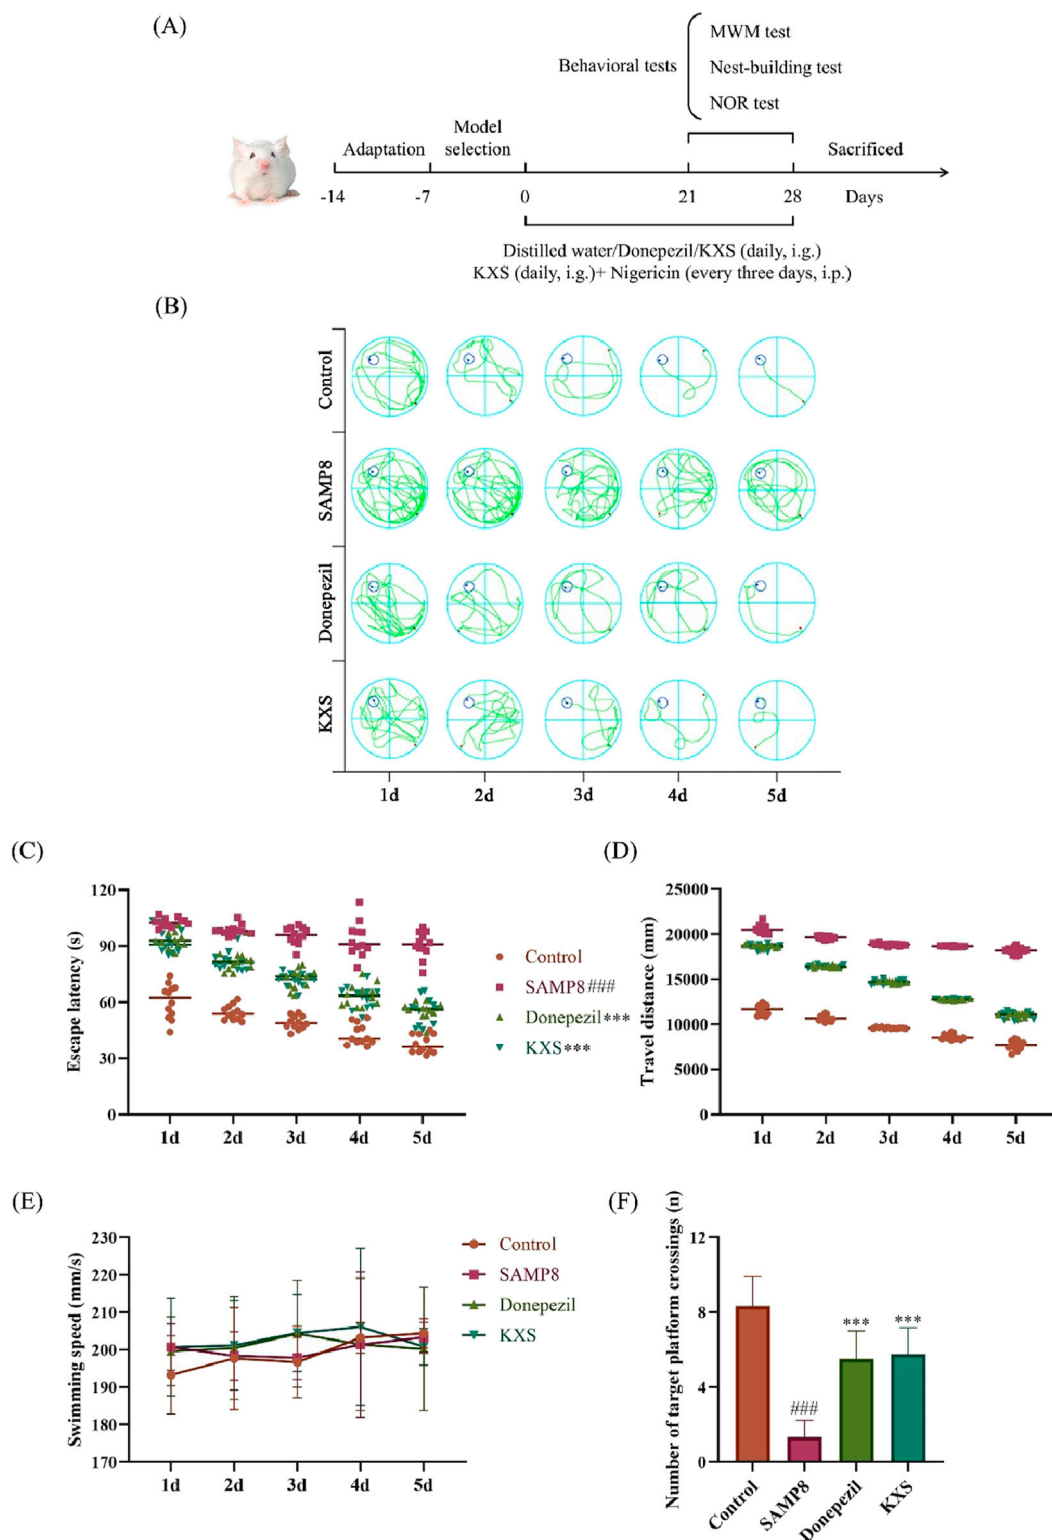 (A)
MWM test
Behavioral tests
Nest-building test
NOR test
Model
Adaptation selection
Sacrificed
-14 -7 0 21 28 Days
Distilled water/Donepezil/KXS (daily, i.g.)
KXS (daily, i.g.)+ Nigericin (every three days, i.p.)
(B)
Control
SAMP8
Donepezil
KXS
1d 2d 3d 4d 5d
(C)
Escape latency (s)
120
90
60
30
0
1d 2d 3d 4d 5d
Control
SAMP8###
Donepezil***
KXS***
(D)
Travel distance (mm)
25000
20000
15000
10000
5000
0
1d 2d 3d 4d 5d
(E)
Swimming speed (mm/s)
230
220
210
200
190
180
170
1d 2d 3d 4d 5d
Control
SAMP8
Donepezil
KXS
(F)
Number of target platform crossings (n)
12
8
4
0
###
***
***
Control
SAMP8
Donepezil
KXS